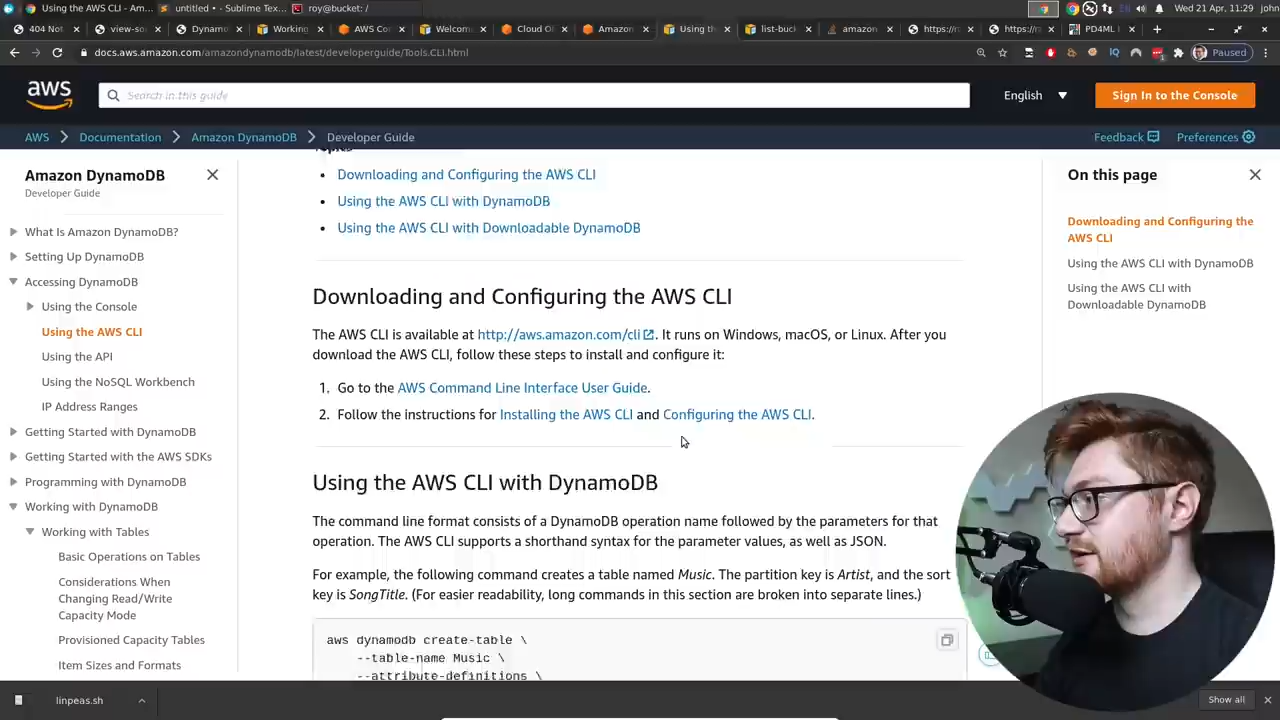 Using the AWS CLI - Am...
untitled • - Sublime Tex...
roy@bucket: /
Wed 21 Apr, 11:29
john
404 Not
view-so
Dynam
Working
AWS Co
Welcom
Cloud O
Amazon
Using th
list-buck
amazon
https://r
https://r
PD4ML
docs.aws.amazon.com/amazondynamodb/latest/developerguide/Tools.CLI.html
Paused
aws
Search in this guide
English
Sign In to the Console
AWS
Documentation
Amazon DynamoDB
Developer Guide
Feedback
Preferences
Amazon DynamoDB
Developer Guide
What Is Amazon DynamoDB?
Setting Up DynamoDB
Accessing DynamoDB
Using the Console
Using the AWS CLI
Using the API
Using the NoSQL Workbench
IP Address Ranges
Getting Started with DynamoDB
Getting Started with the AWS SDKs
Programming with DynamoDB
Working with DynamoDB
Working with Tables
Basic Operations on Tables
Considerations When
Changing Read/Write
Capacity Mode
Provisioned Capacity Tables
Item Sizes and Formats
Topics
Downloading and Configuring the AWS CLI
Using the AWS CLI with DynamoDB
Using the AWS CLI with Downloadable DynamoDB
Downloading and Configuring the AWS CLI
The AWS CLI is available at http://aws.amazon.com/cli. It runs on Windows, macOS, or Linux. After you
download the AWS CLI, follow these steps to install and configure it:
1. Go to the AWS Command Line Interface User Guide.
2. Follow the instructions for Installing the AWS CLI and Configuring the AWS CLI.
Using the AWS CLI with DynamoDB
The command line format consists of a DynamoDB operation name followed by the parameters for that
operation. The AWS CLI supports a shorthand syntax for the parameter values, as well as JSON.
For example, the following command creates a table named Music. The partition key is Artist, and the sort
key is SongTitle. (For easier readability, long commands in this section are broken into separate lines.)
aws dynamodb create-table \
--table-name Music \
--attribute-definitions \
On this page
Downloading and Configuring the
AWS CLI
Using the AWS CLI with DynamoDB
Using the AWS CLI with
Downloadable DynamoDB
linpeas.sh
Show all